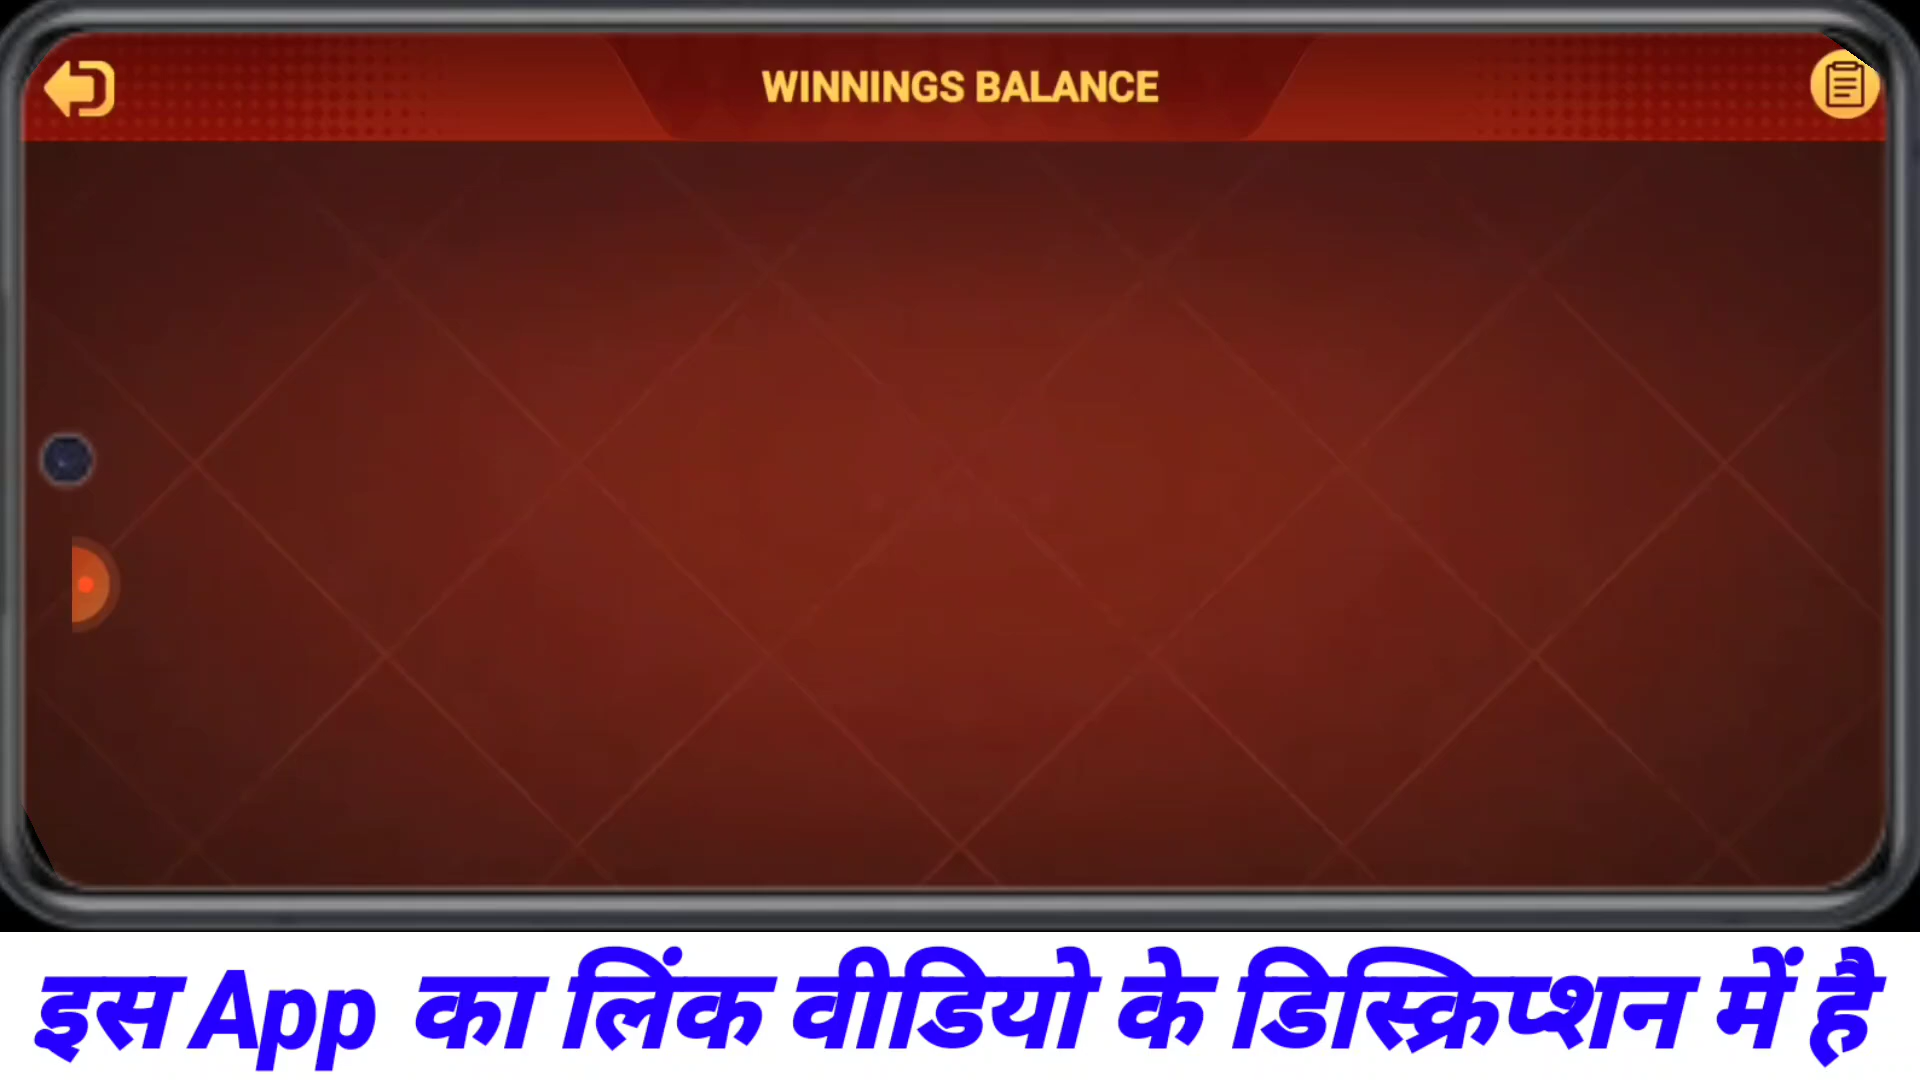 WINNINGS BALANCE
इस App का लिंक वीडियो के डिस्क्रिप्शन में है